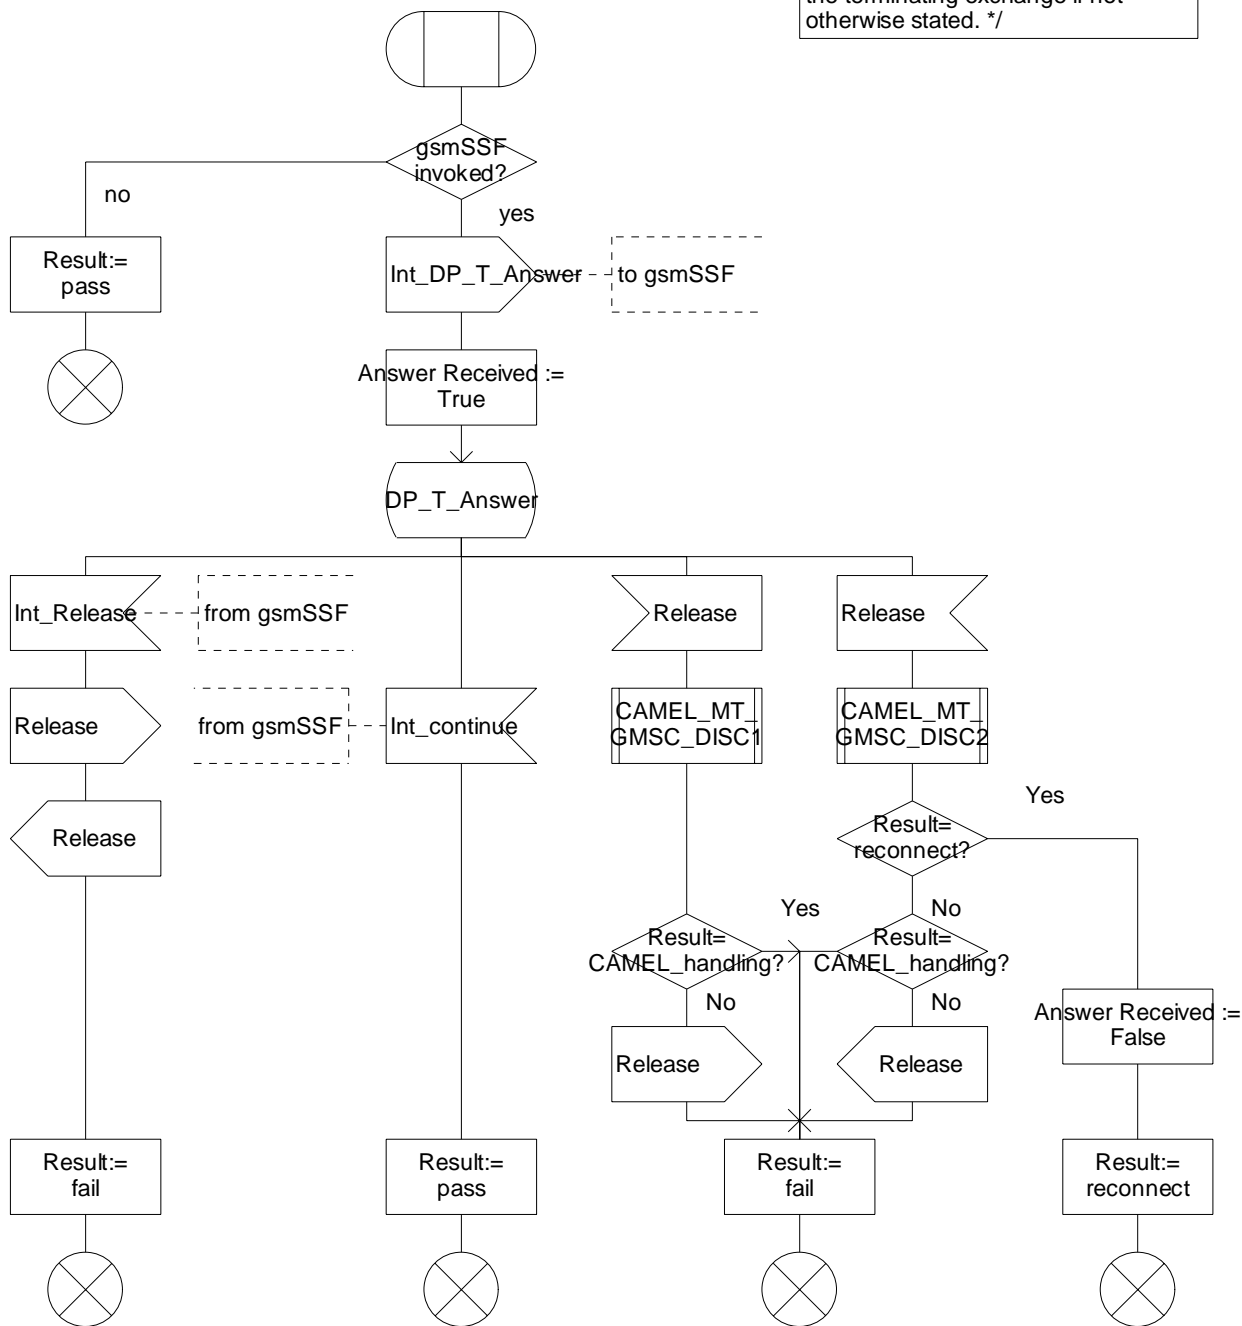 the terminating exchange if not
otherwise stated. */
gsmSSF
invoked?
no
yes
Result:=
pass
Int_DP_T_Answer
to gsmSSF
Answer Received :=
True
DP_T_Answer
Int_Release
from gsmSSF
Release
Release
Release
from gsmSSF
Int_continue
CAMEL_MT_
GMSC_DISC1
CAMEL_MT_
GMSC_DISC2
Release
Yes
Result=
reconnect?
Yes
No
Result=
CAMEL_handling?
Result=
CAMEL_handling?
No
No
Answer Received :=
False
Release
Release
Result:=
fail
Result:=
pass
Result:=
fail
Result:=
reconnect